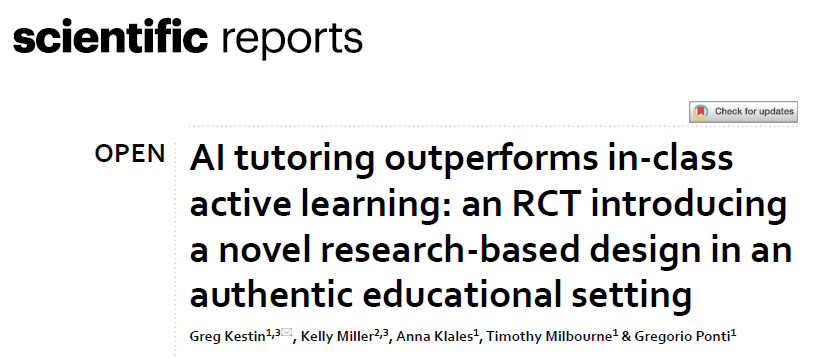 scientific reports
Check for updates
OPEN
AI tutoring outperforms in-class
active learning: an RCT introducing
a novel research-based design in an
authentic educational setting
Greg Kestin1,3✉, Kelly Miller2,3, Anna Klales1, Timothy Milbourne1 & Gregorio Ponti1